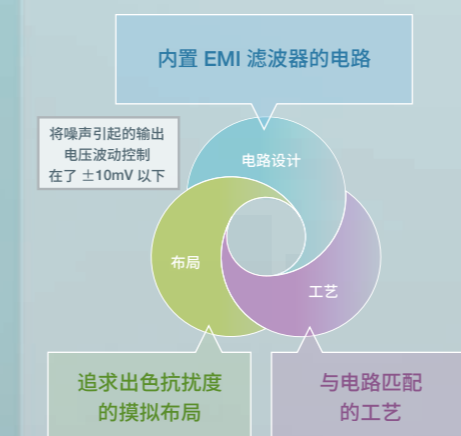 内置 EMI 滤波器的电路
将噪声引起的输出
电压波动控制
在了 ±10mV 以下
电路设计
布局
工艺
追求出色抗扰度
的摸拟布局
与电路匹配
的工艺